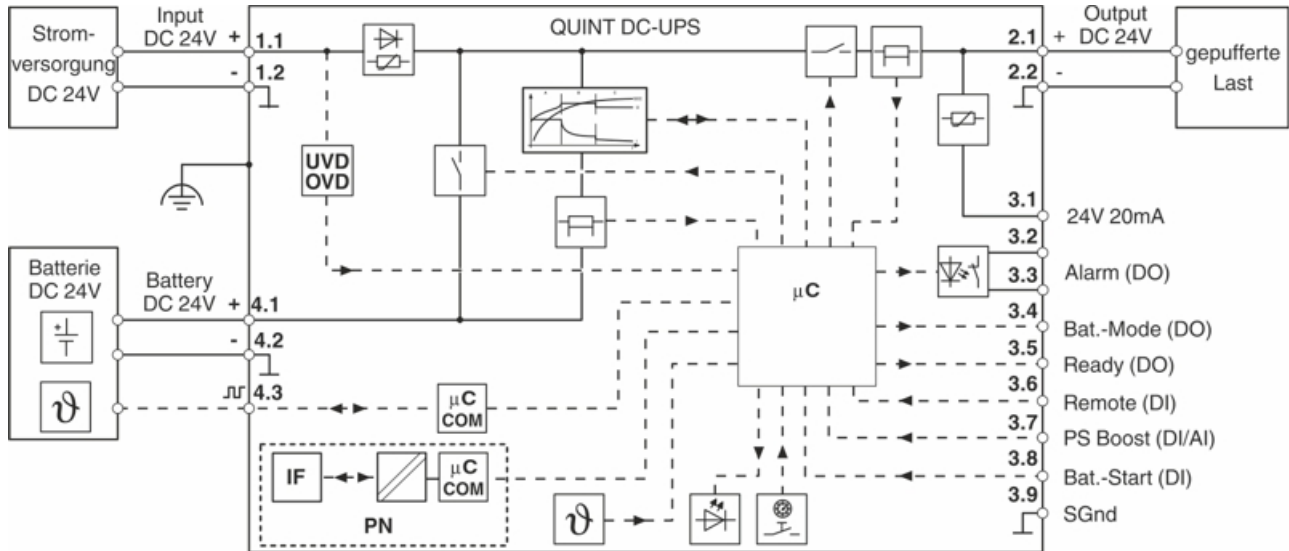 Strom-
versorgung
DC 24V
Input
DC 24V +
-
1.1
1.2
QUINT DC-UPS
2.1
2.2
Output
+ DC 24V
-
gepufferte
Last
UVD
OVD
3.1
24V 20mA
3.2
3.3
Alarm (DO)
3.4
Bat.-Mode (DO)
3.5
Ready (DO)
3.6
Remote (DI)
3.7
PS Boost (DI/AI)
3.8
Bat.-Start (DI)
3.9
SGnd
Batterie
DC 24V
+
ϑ
Battery
DC 24V +
-
4.1
4.2
4.3
μC
μC
COM
IF
μC
COM
PN
ϑ